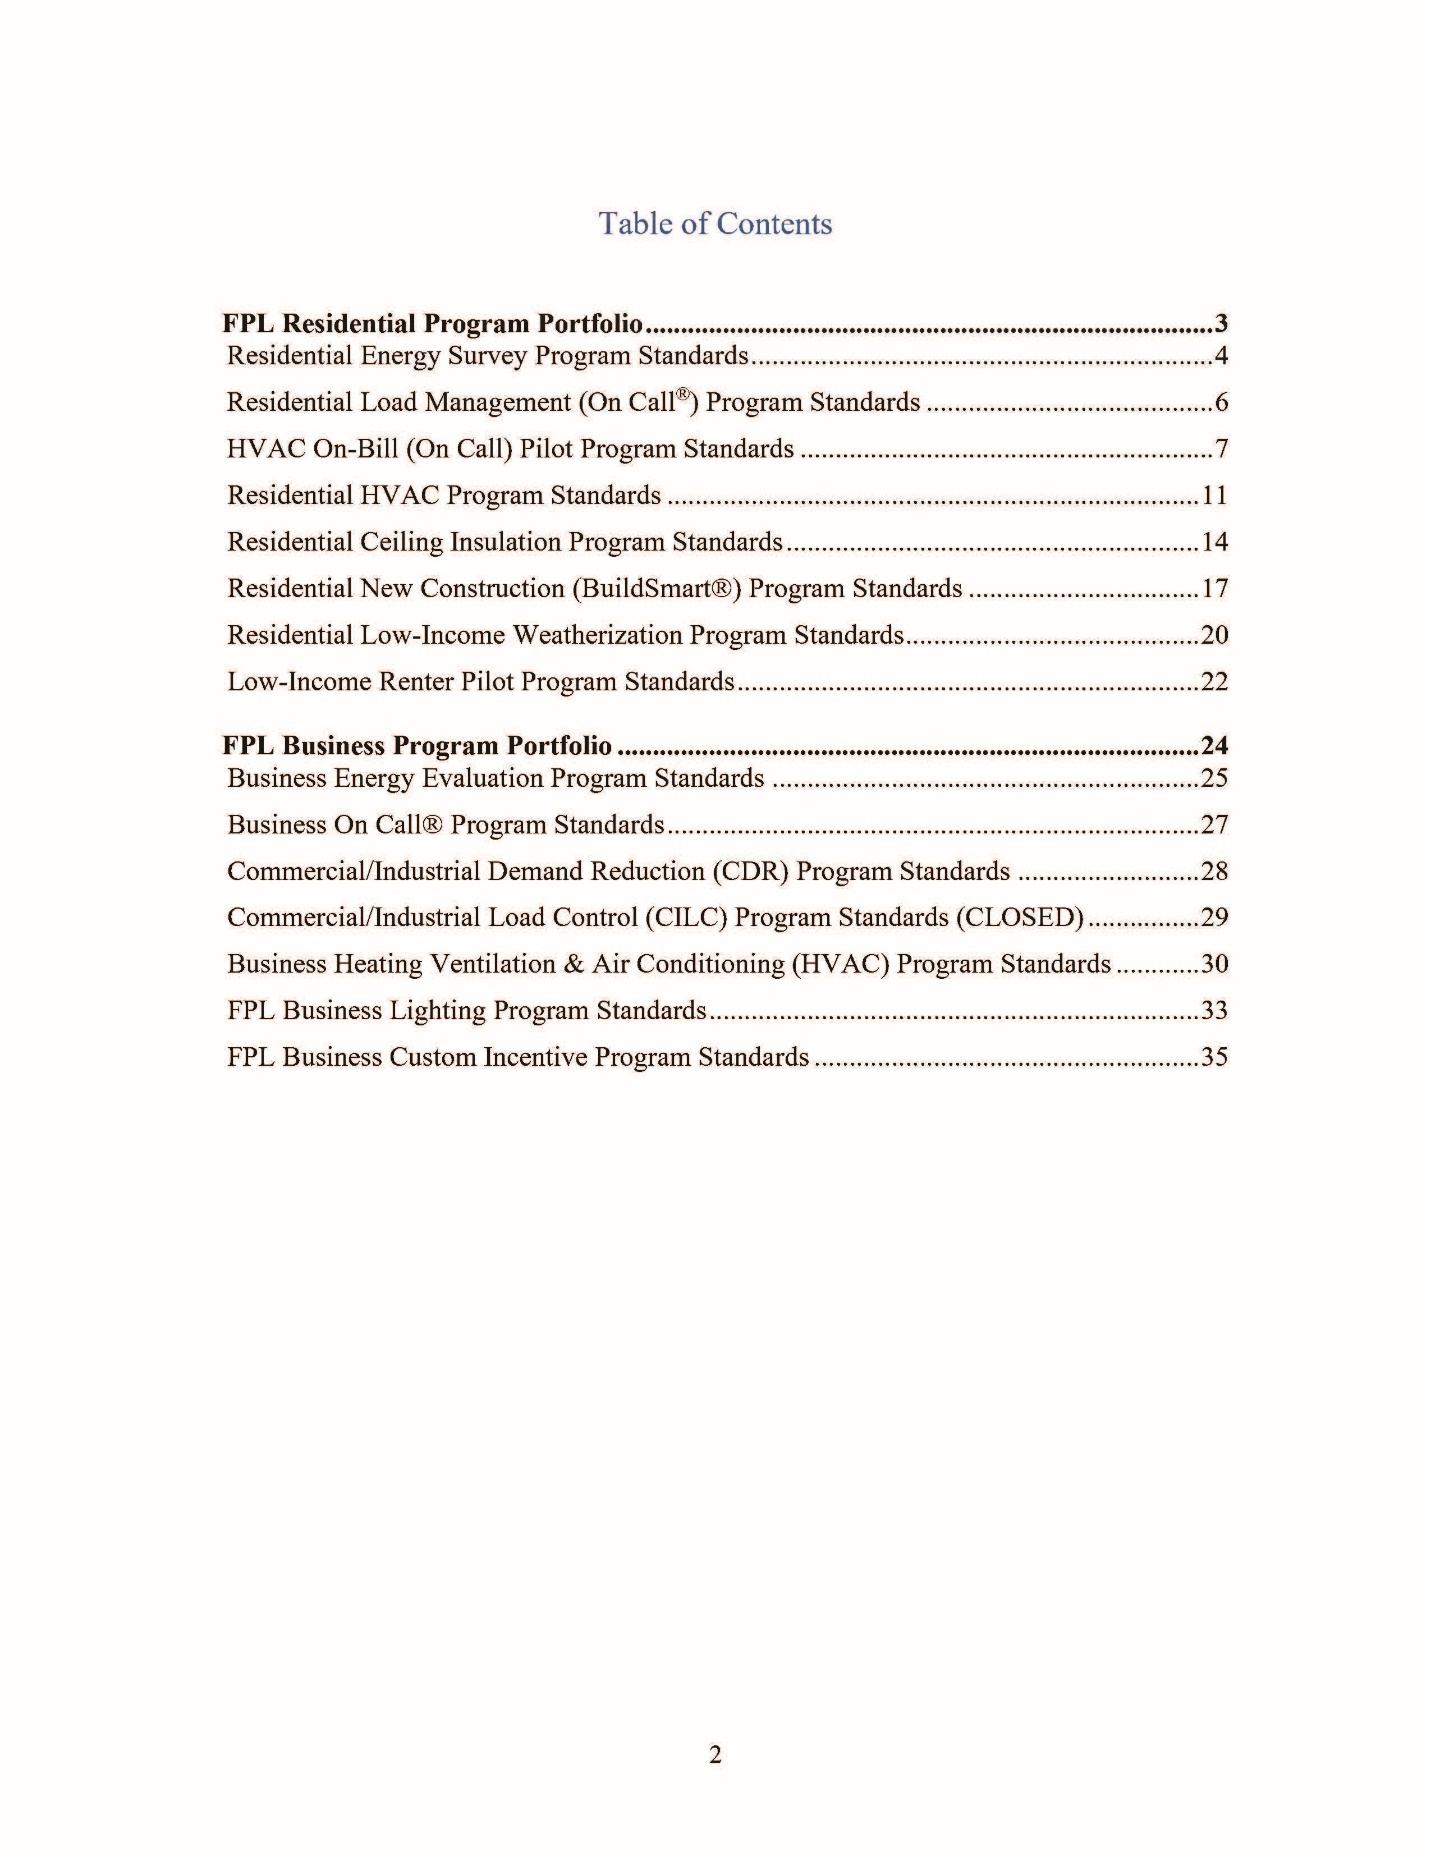 Table of Contents
FPL Residential Program Portfolio.................................................................................3
Residential Energy Survey Program Standards..................................................................4
Residential Load Management (On Call®) Program Standards .........................................6
HVAC On-Bill (On Call) Pilot Program Standards ...........................................................7
Residential HVAC Program Standards ............................................................................11
Residential Ceiling Insulation Program Standards...........................................................14
Residential New Construction (BuildSmart®) Program Standards .................................17
Residential Low-Income Weatherization Program Standards..........................................20
Low-Income Renter Pilot Program Standards..................................................................22
FPL Business Program Portfolio ...................................................................................24
Business Energy Evaluation Program Standards .............................................................25
Business On Call® Program Standards............................................................................27
Commercial/Industrial Demand Reduction (CDR) Program Standards ..........................28
Commercial/Industrial Load Control (CILC) Program Standards (CLOSED)................29
Business Heating Ventilation & Air Conditioning (HVAC) Program Standards ............30
FPL Business Lighting Program Standards......................................................................33
FPL Business Custom Incentive Program Standards .......................................................35
2